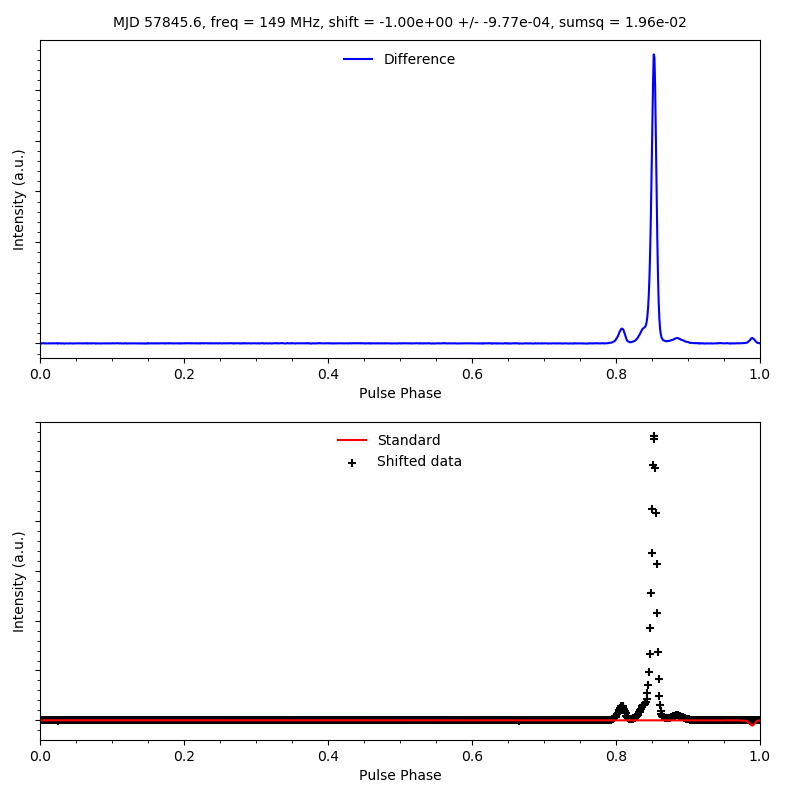 MJD 57845.6, freq = 149 MHz, shift = -1.00e+00 +/- -9.77e-04, sumsq = 1.96e-02
Difference
Intensity (a.u.)
0.0 0.2 0.4 0.6 0.8 1.0
Pulse Phase
Standard
Shifted data
Intensity (a.u.)
0.0 0.2 0.4 0.6 0.8 1.0
Pulse Phase